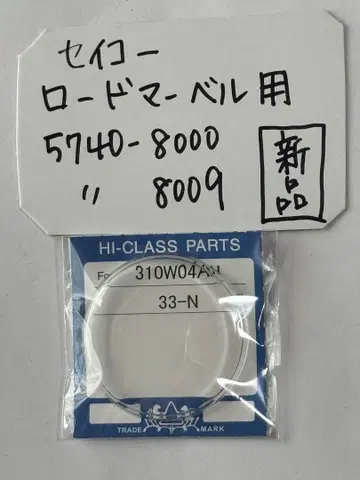 セイコー
ロードマーベル用
5740-8000
〃 8009
新品
HI-CLASS PARTS
For 310W04AN
33-N
TRADE MARK